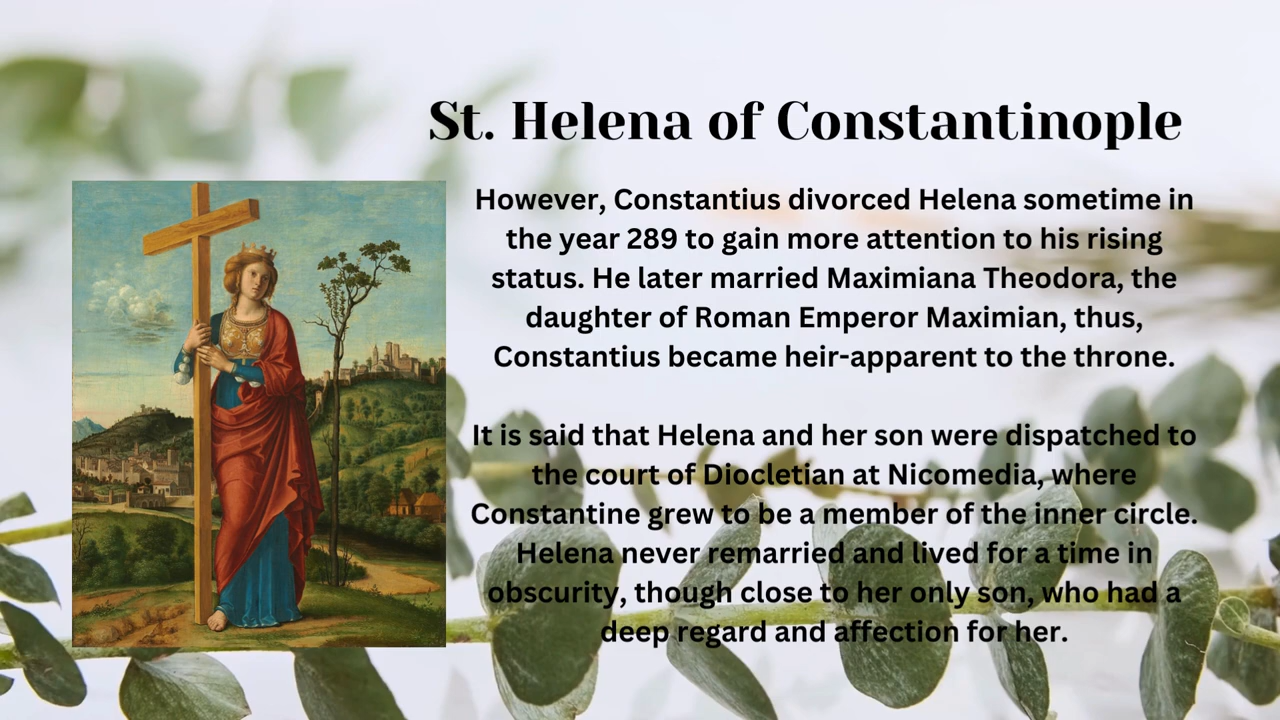 St. Helena of Constantinople
However, Constantius divorced Helena sometime in
the year 289 to gain more attention to his rising
status. He later married Maximiana Theodora, the
daughter of Roman Emperor Maximian, thus,
Constantius became heir-apparent to the throne.
It is said that Helena and her son were dispatched to
the court of Diocletian at Nicomedia, where
Constantine grew to be a member of the inner circle.
Helena never remarried and lived for a time in
obscurity, though close to her only son, who had a
deep regard and affection for her.